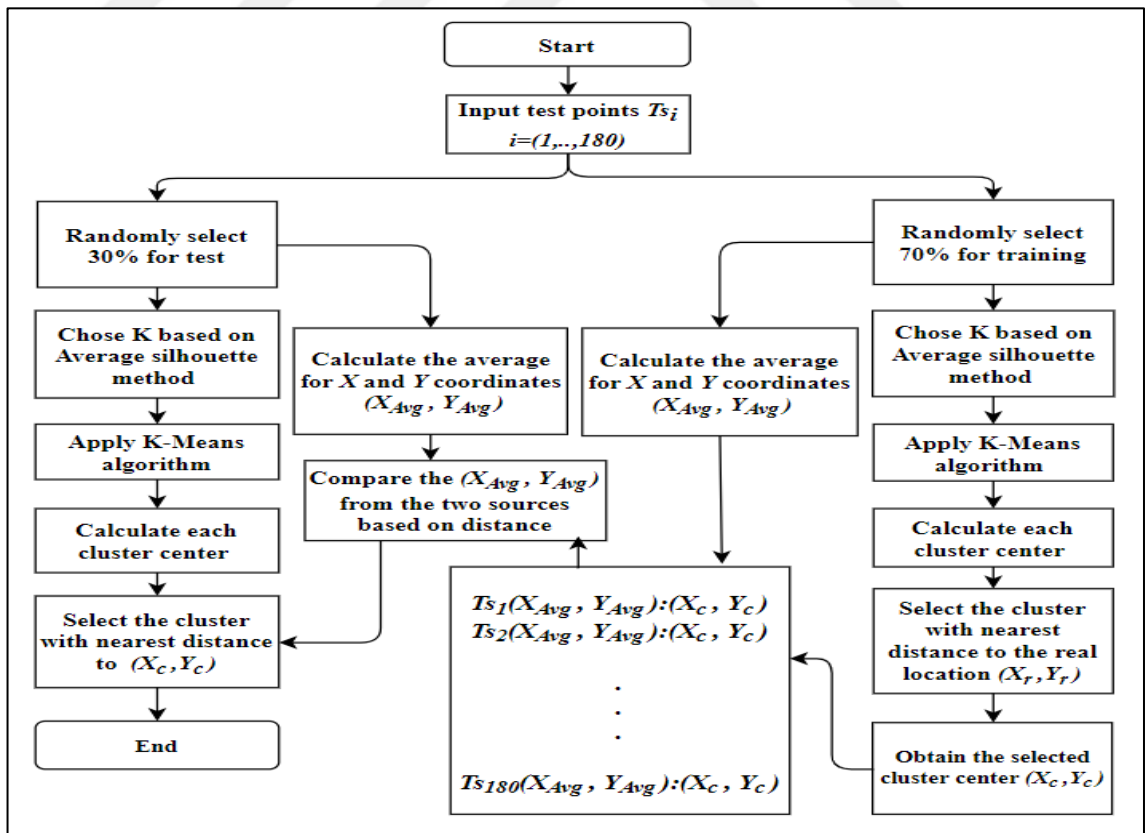 Start
Input test points Tsi
i=(1,..,180)
Randomly select
30% for test
Chose K based on
Average silhouette
method
Apply K-Means
algorithm
Calculate each
cluster center
Select the cluster
with nearest distance
to (Xc,Yc)
End
Calculate the average
for X and Y coordinates
(XAvg , YAvg)
Compare the (XAvg , YAvg)
from the two sources
based on distance
Calculate the average
for X and Y coordinates
(XAvg , YAvg)
Ts1(XAvg , YAvg):(Xc , Yc)
Ts2(XAvg , YAvg):(Xc , Yc)
.
.
.
Ts180(XAvg , YAvg):(Xc , Yc)
Randomly select
70% for training
Chose K based on
Average silhouette
method
Apply K-Means
algorithm
Calculate each
cluster center
Select the cluster
with nearest
distance to the real
location (Xr,Yr)
Obtain the selected
cluster center (Xc,Yc)